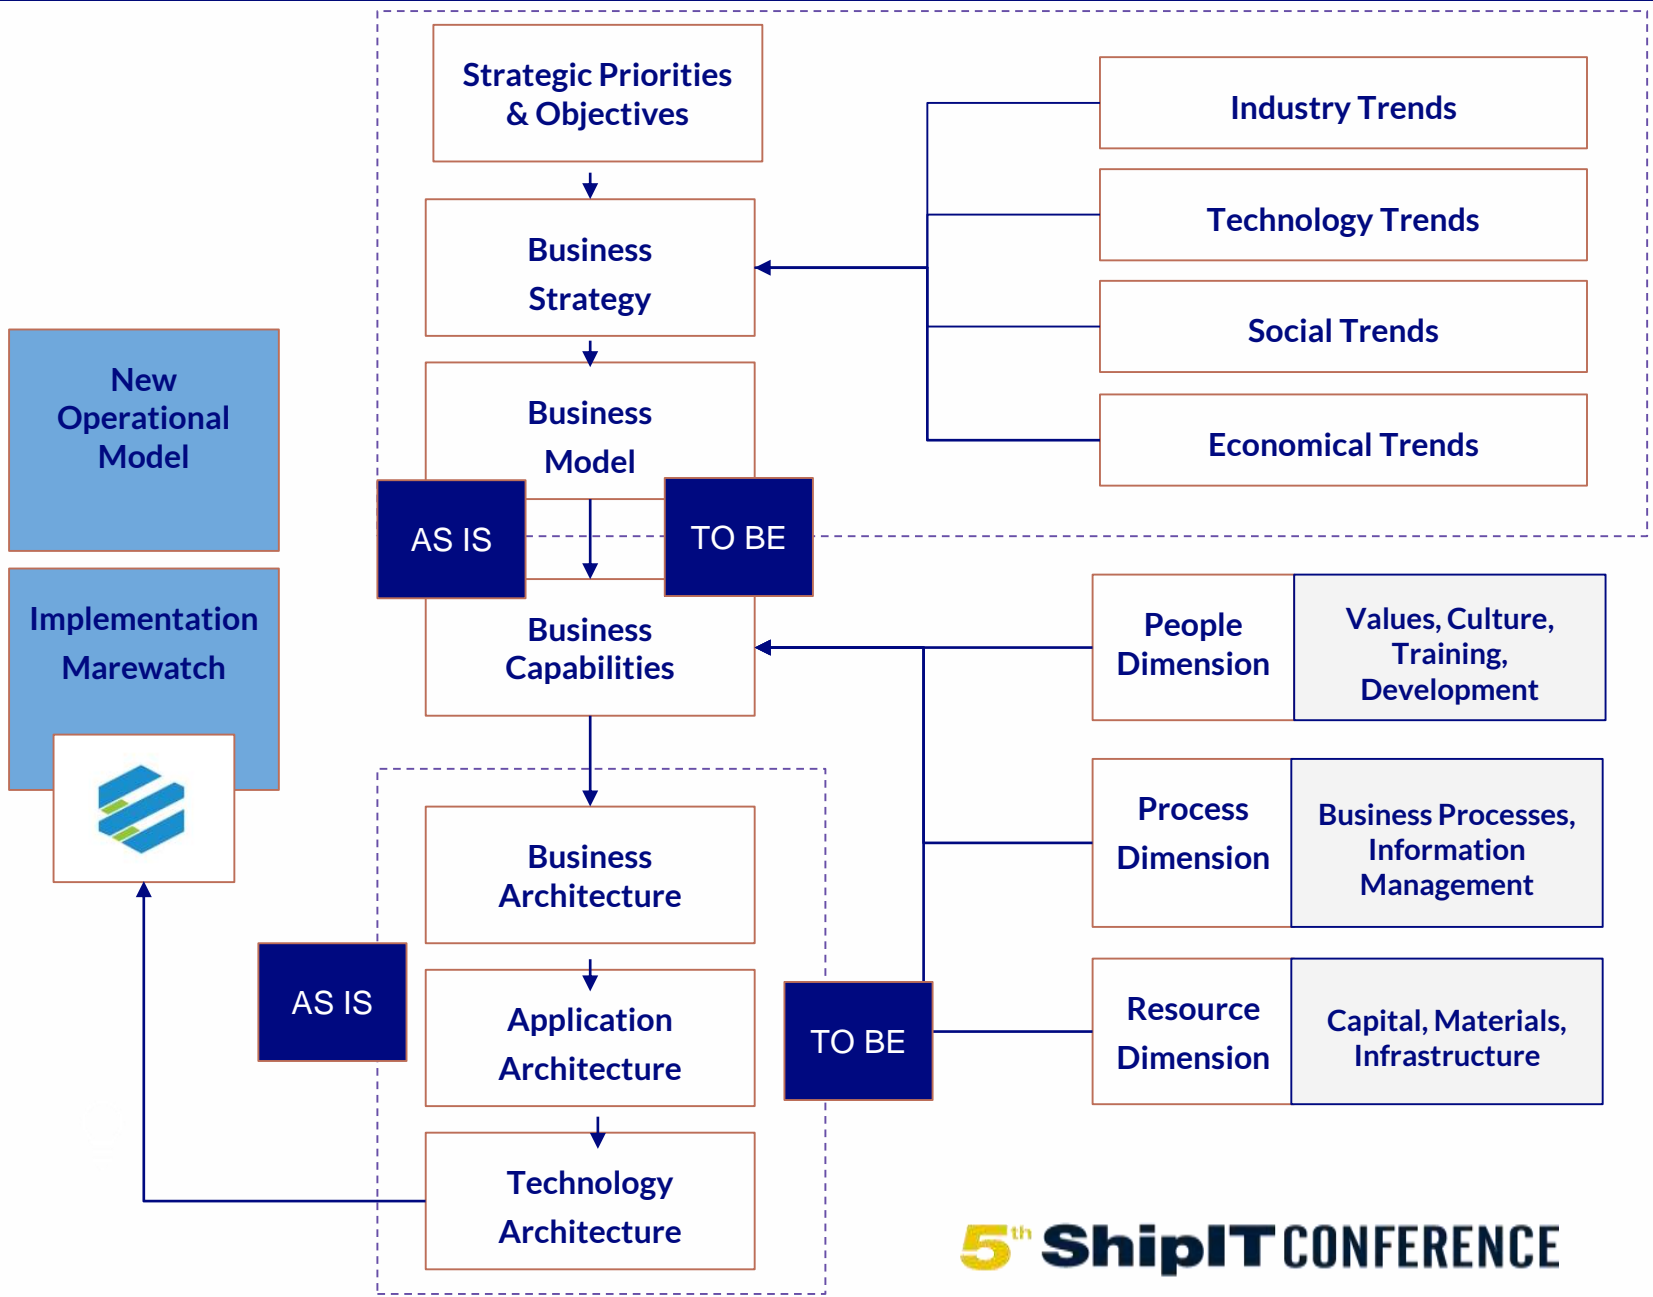 Strategic Priorities
& Objectives
Industry Trends
Technology Trends
Business
Strategy
Social Trends
New
Operational
Model
Business
Model
Economical Trends
AS IS
TO BE
Implementation
Marewatch
Business
Capabilities
People
Dimension
Values, Culture,
Training,
Development
Process
Dimension
Business Processes,
Information
Management
Business
Architecture
AS IS
Application
Architecture
TO BE
Resource
Dimension
Capital, Materials,
Infrastructure
Technology
Architecture
5th ShipIT CONFERENCE